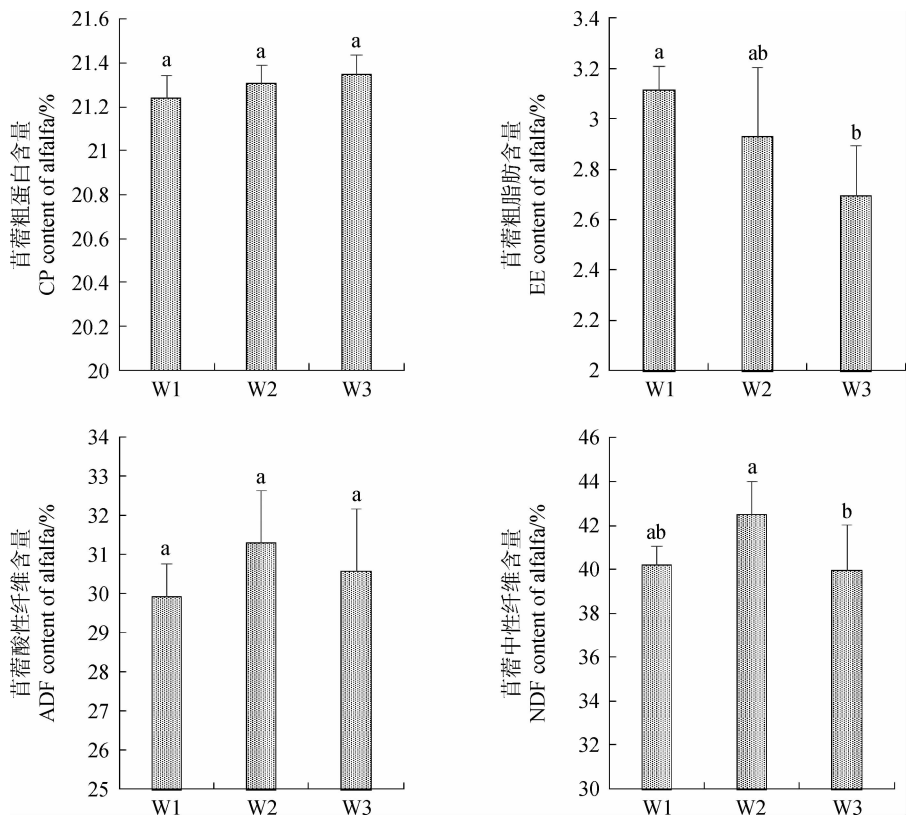 苜蓿粗蛋白含量
CP content of alfalfa/%
21.6
21.4
21.2
21
20.8
20.6
20.4
20.2
20
a
a
a
W1
W2
W3
苜蓿粗脂肪含量
EE content of alfalfa/%
3.4
3.2
3
2.8
2.6
2.4
2.2
2
a
ab
b
W1
W2
W3
苜蓿酸性纤维含量
ADF content of alfalfa/%
34
33
32
31
30
29
28
27
26
25
a
a
a
W1
W2
W3
苜蓿中性纤维含量
NDF content of alfalfa/%
46
44
42
40
38
36
34
32
30
ab
a
b
W1
W2
W3